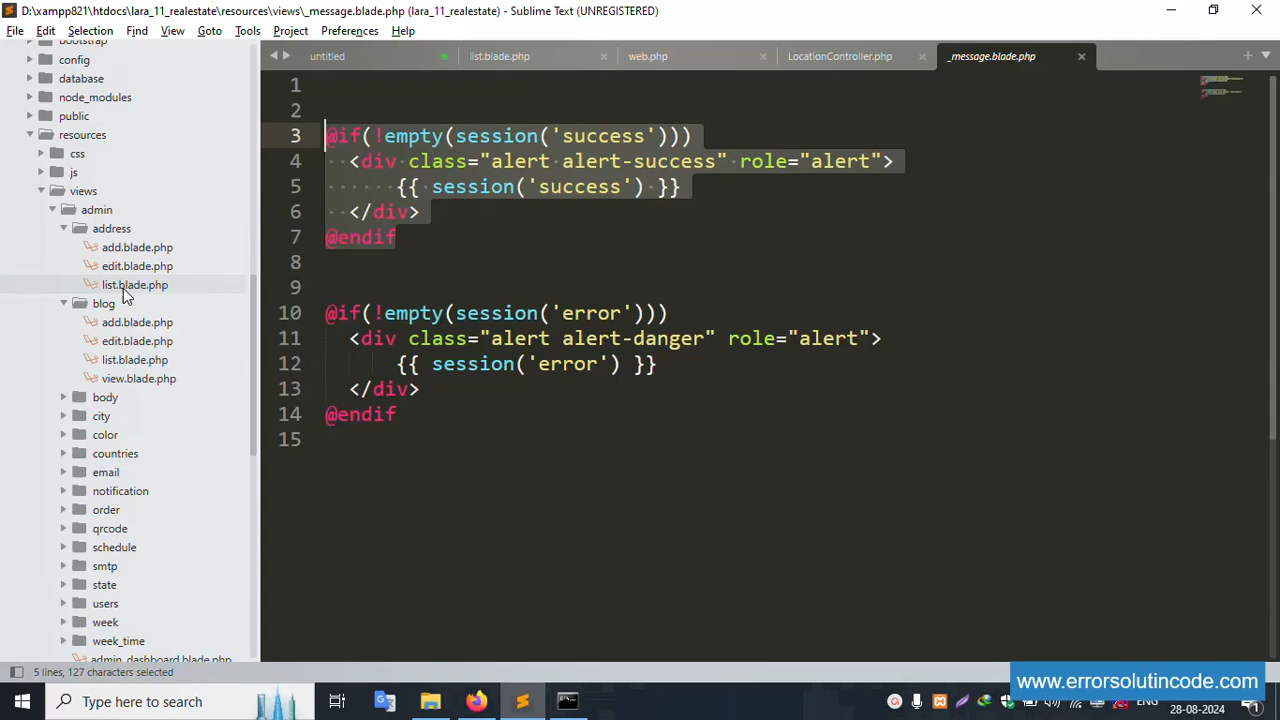 D:\xampp821\htdocs\lara_11_realestate\resources\views\_message.blade.php (lara_11_realestate) - Sublime Text (UNREGISTERED)
File Edit Selection Find View Goto Tools Project Preferences Help
bootstrap
config
database
node_modules
public
resources
css
js
views
admin
address
add.blade.php
edit.blade.php
list.blade.php
blog
add.blade.php
edit.blade.php
list.blade.php
view.blade.php
body
city
color
countries
email
notification
order
qrcode
schedule
smtp
state
users
week
week_time
admin_dashboard.blade.php
untitled list.blade.php web.php LocationController.php _message.blade.php
1
2
3 @if(!empty(session('success')))
4 <div class="alert alert-success" role="alert">
5 {{ session('success') }}
6 </div>
7 @endif
8
9
10 @if(!empty(session('error')))
11 <div class="alert alert-danger" role="alert">
12 {{ session('error') }}
13 </div>
14 @endif
15
5 lines, 127 characters selected
www.errorsolutincode.com
Type here to search
ENG
28-08-2024
1